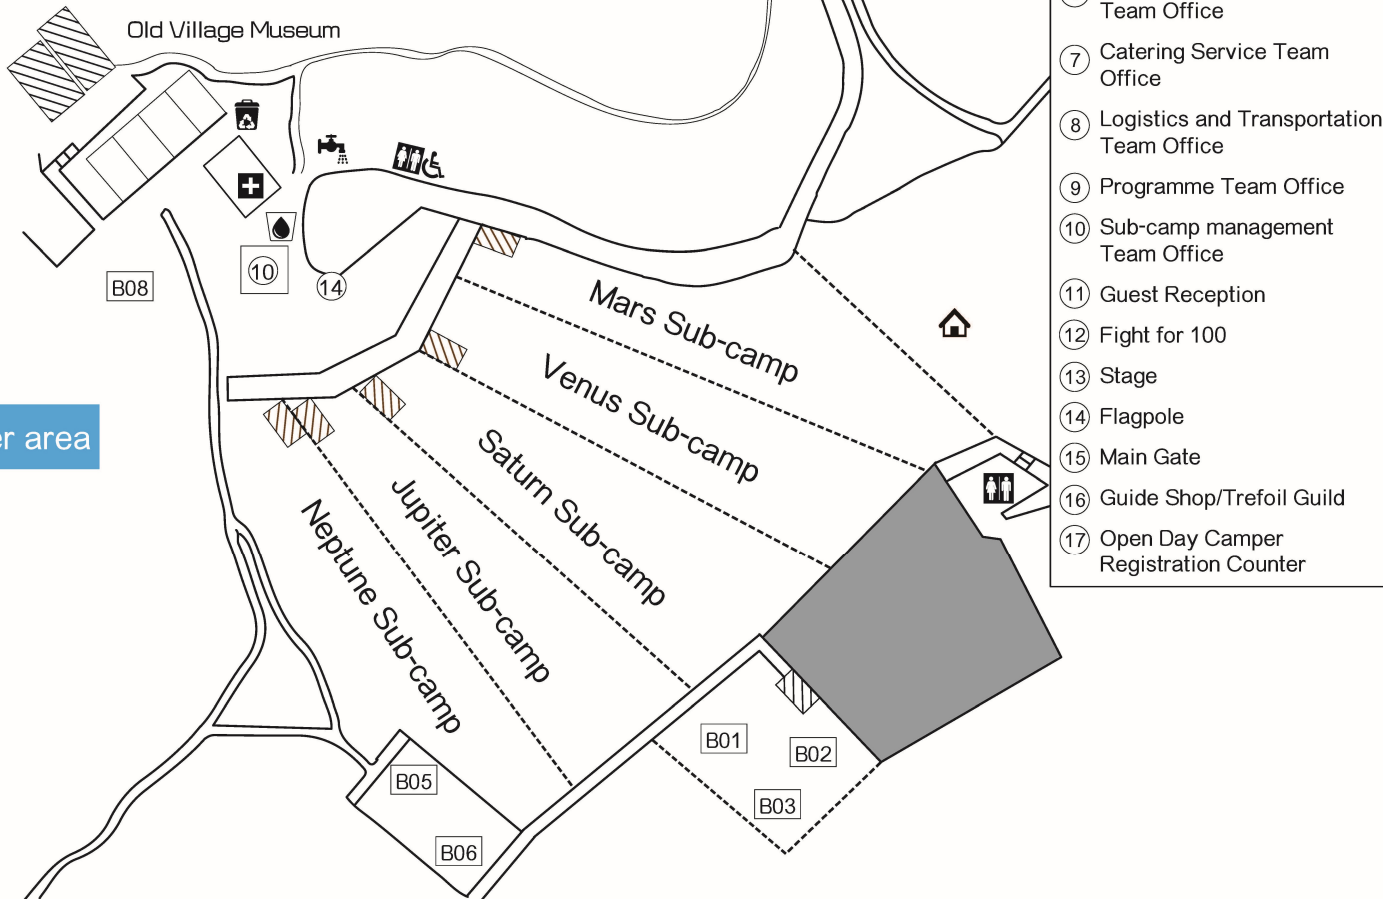 Old Village Museum
B08
10
14
er area
Mars Sub-camp
Venus Sub-camp
Saturn Sub-camp
Jupiter Sub-camp
Neptune Sub-camp
B01
B02
B03
B05
B06
Team Office
7 Catering Service Team
Office
8 Logistics and Transportation
Team Office
9 Programme Team Office
10 Sub-camp management
Team Office
11 Guest Reception
12 Fight for 100
13 Stage
14 Flagpole
15 Main Gate
16 Guide Shop/Trefoil Guild
17 Open Day Camper
Registration Counter